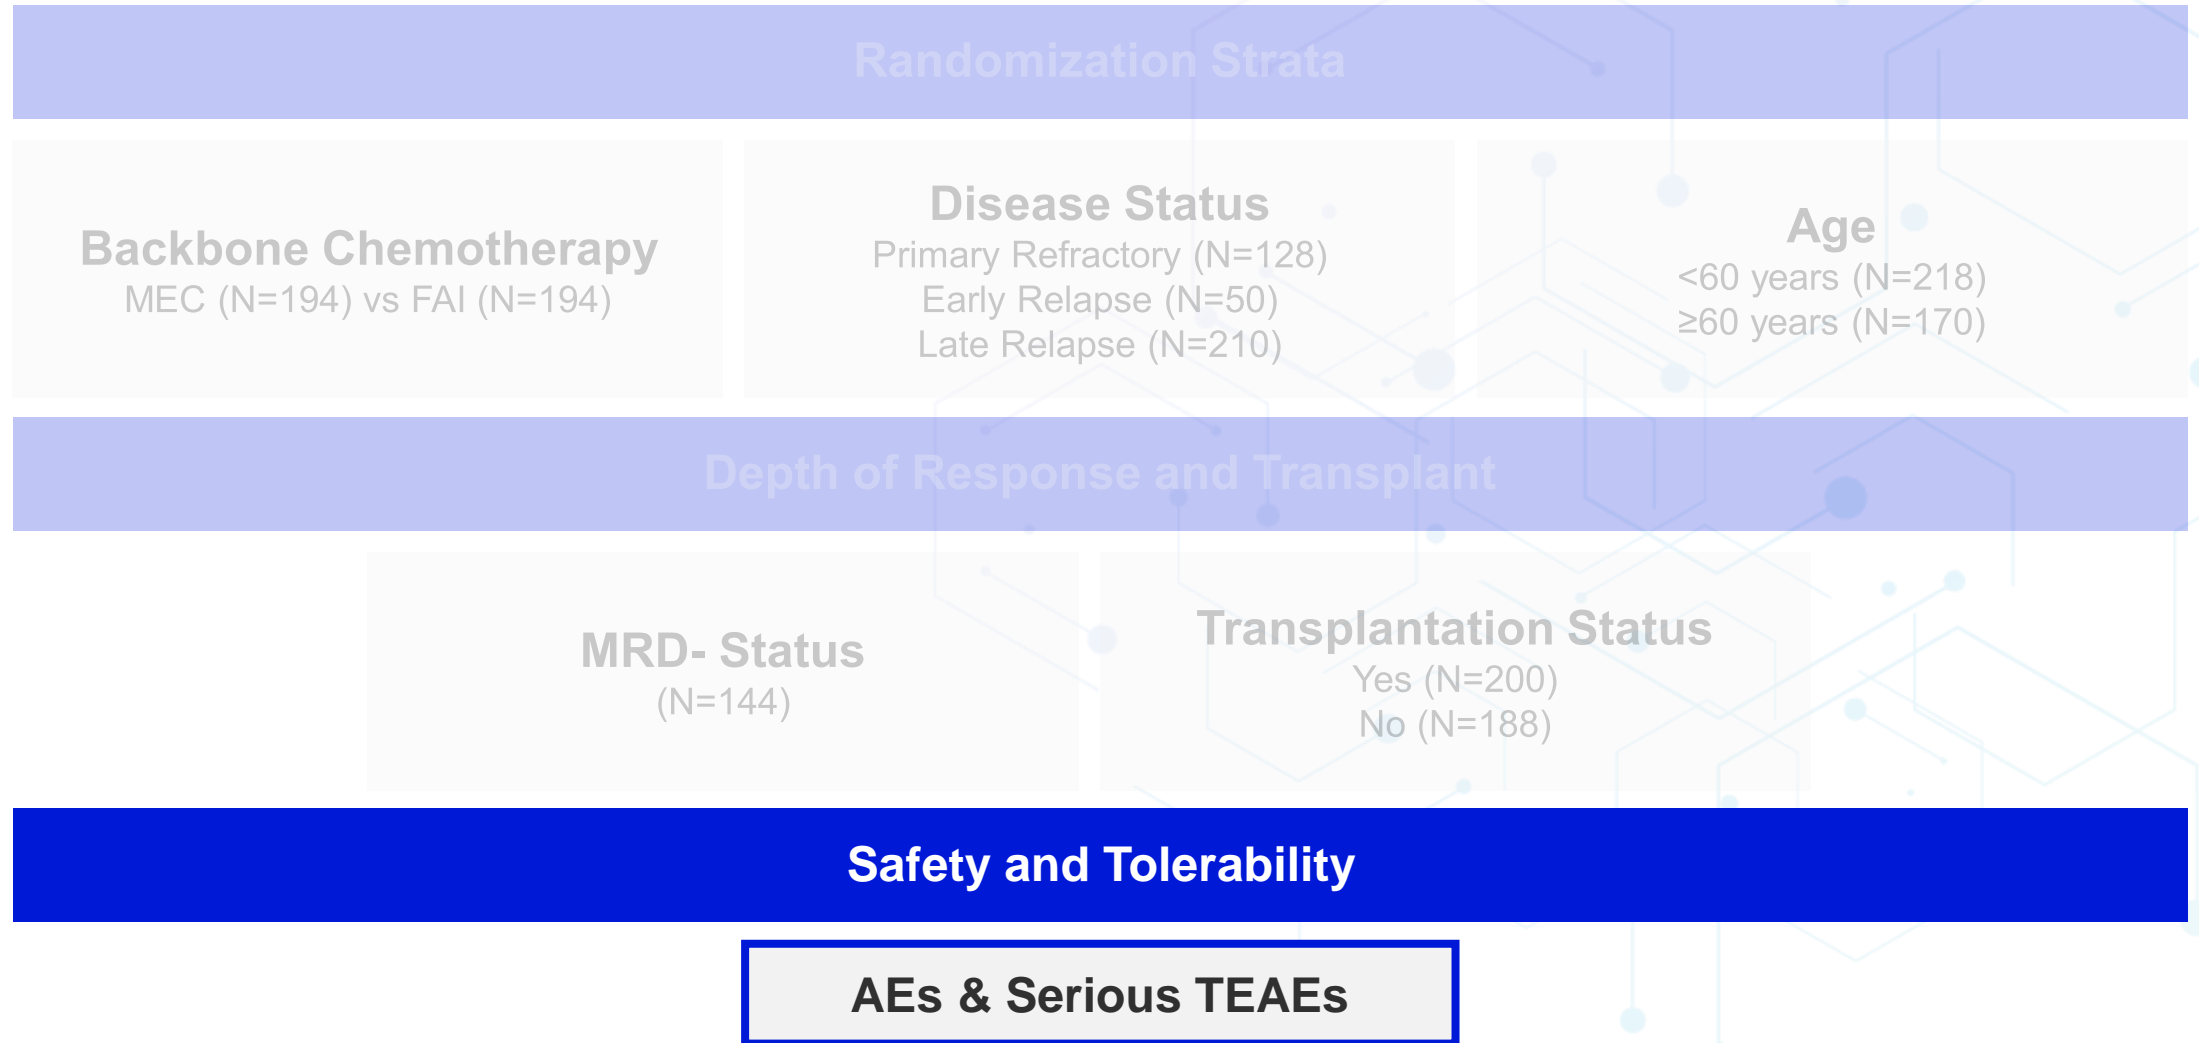 Randomization Strata
Backbone Chemotherapy
MEC (N=194) vs FAI (N=194)
Disease Status
Primary Refractory (N=128)
Early Relapse (N=50)
Late Relapse (N=210)
Age
<60 years (N=218)
≥60 years (N=170)
Depth of Response and Transplant
MRD- Status
(N=144)
Transplantation Status
Yes (N=200)
No (N=188)
Safety and Tolerability
AEs & Serious TEAEs